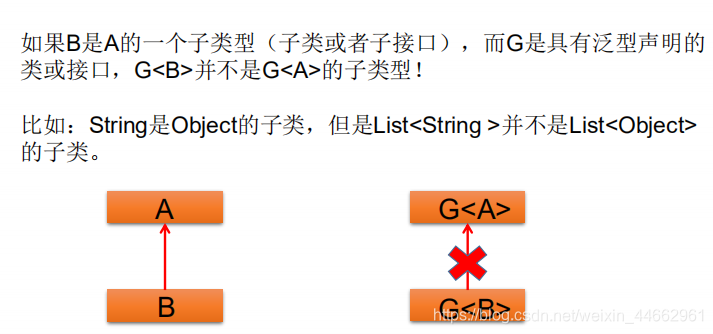 如果B是A的一个子类型（子类或者子接口），而G是具有泛型声明的
类或接口，G<B>并不是G<A>的子类型！
比如：String是Object的子类，但是List<String >并不是List<Object>
的子类。
A
G<A>
B
G<B>
https://blog.csdn.net/weixin_44662961